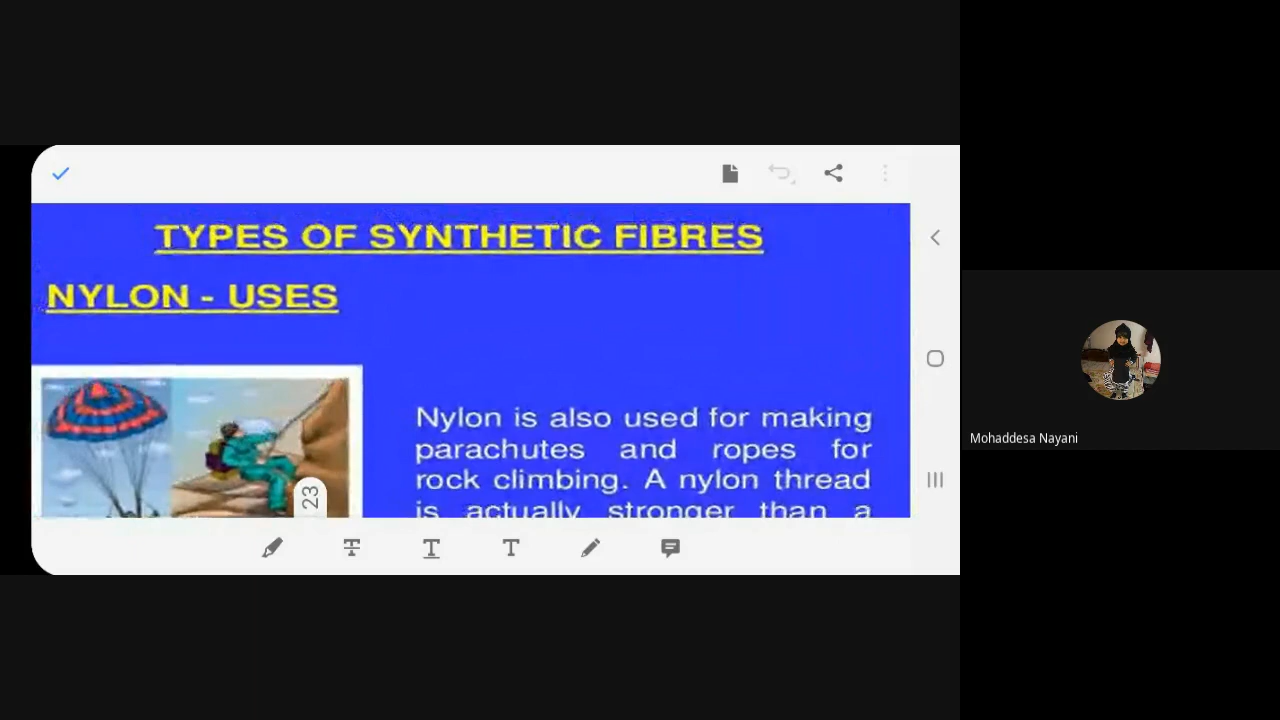 TYPES OF SYNTHETIC FIBRES
NYLON - USES
Nylon is also used for making
parachutes and ropes for
rock climbing. A nylon thread
is actually stronger than a
23
T
T
T
Mohaddesa Nayani